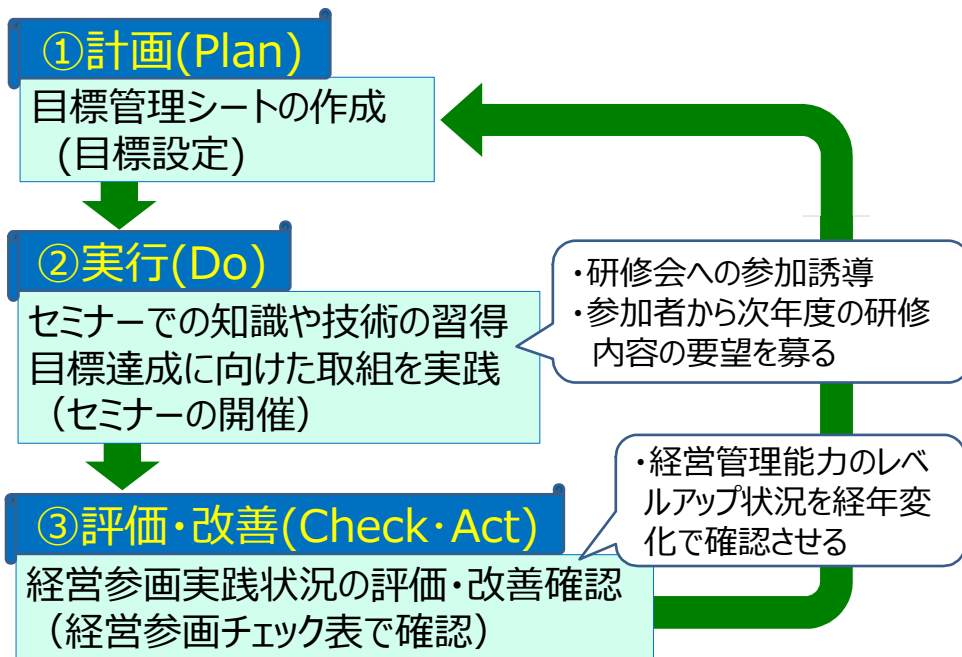 ①計画(Plan)
目標管理シートの作成
(目標設定)
②実行(Do)
セミナーでの知識や技術の習得
目標達成に向けた取組を実践
（セミナーの開催）
・研修会への参加誘導
・参加者から次年度の研修
内容の要望を募る
・経営管理能力のレベ
ルアップ状況を経年変
化で確認させる
③評価・改善(Check・Act)
経営参画実践状況の評価・改善確認
（経営参画チェック表で確認）